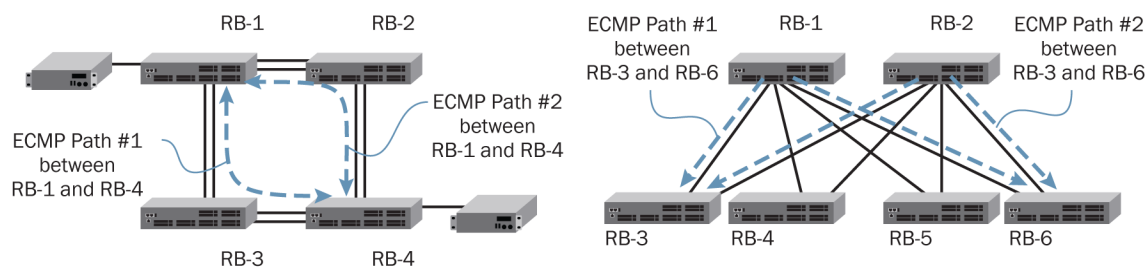 RB-1
RB-2
ECMP Path #1
between
RB-1 and RB-4
ECMP Path #2
between
RB-1 and RB-4
RB-3
RB-4
ECMP Path #1
between
RB-3 and RB-6
RB-1
RB-2
ECMP Path #2
between
RB-3 and RB-6
RB-3
RB-4
RB-5
RB-6